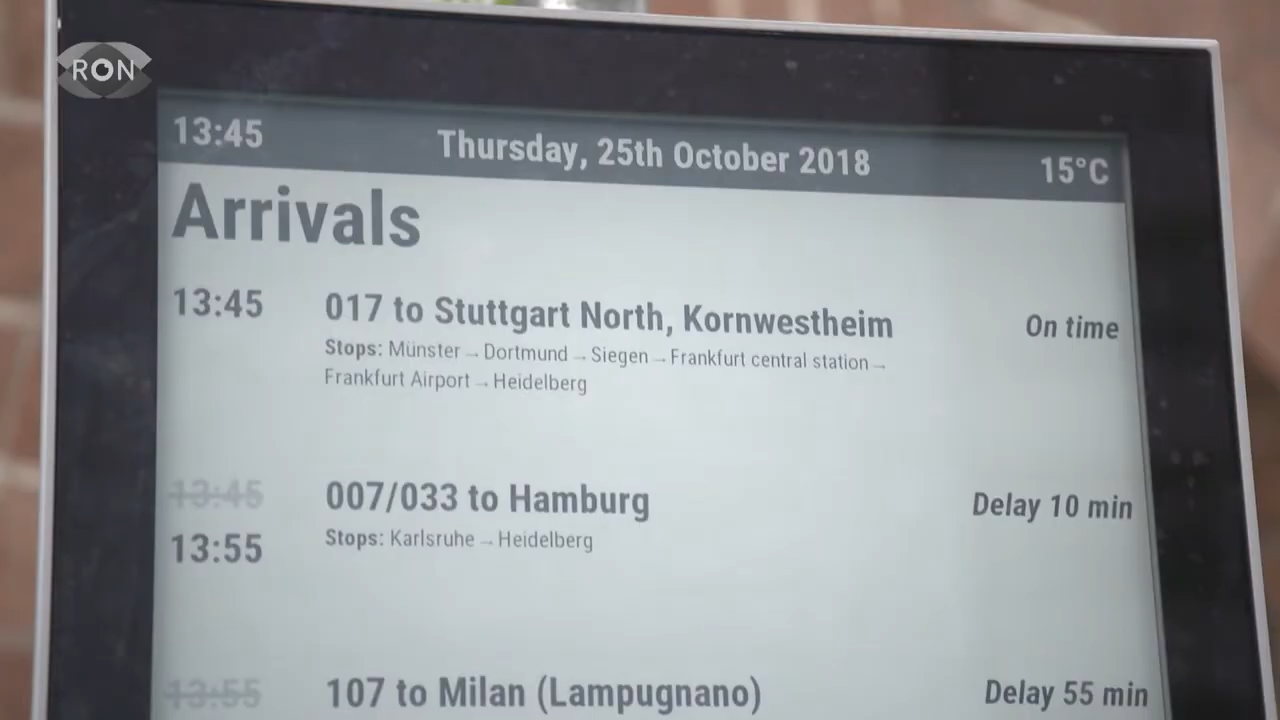 RON
13:45 Thursday, 25th October 2018 15°C
Arrivals
13:45 017 to Stuttgart North, Kornwestheim On time
Stops: Münster → Dortmund → Siegen → Frankfurt central station →
Frankfurt Airport → Heidelberg
13:45 007/033 to Hamburg Delay 10 min
13:55 Stops: Karlsruhe → Heidelberg
13:55 107 to Milan (Lampugnano) Delay 55 min